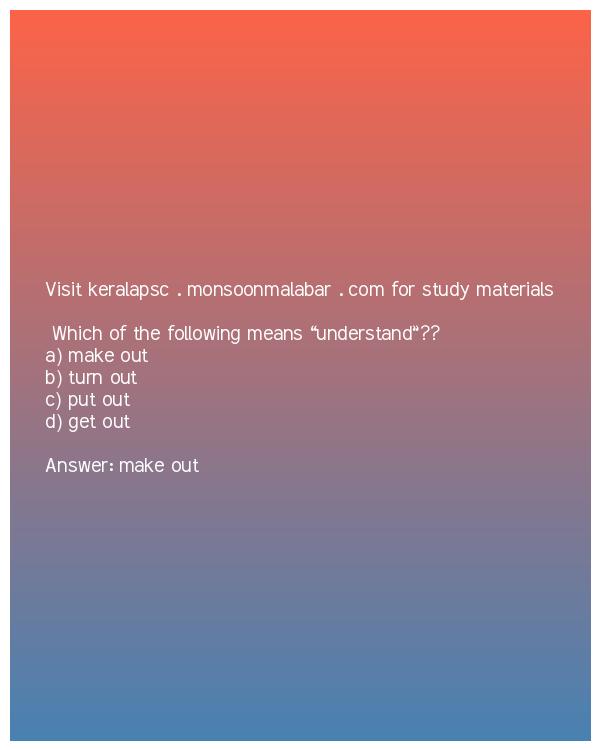 Visit keralapsc . monsoonmalabar . com for study materials
Which of the following means “understand”??
a) make out
b) turn out
c) put out
d) get out
Answer: make out